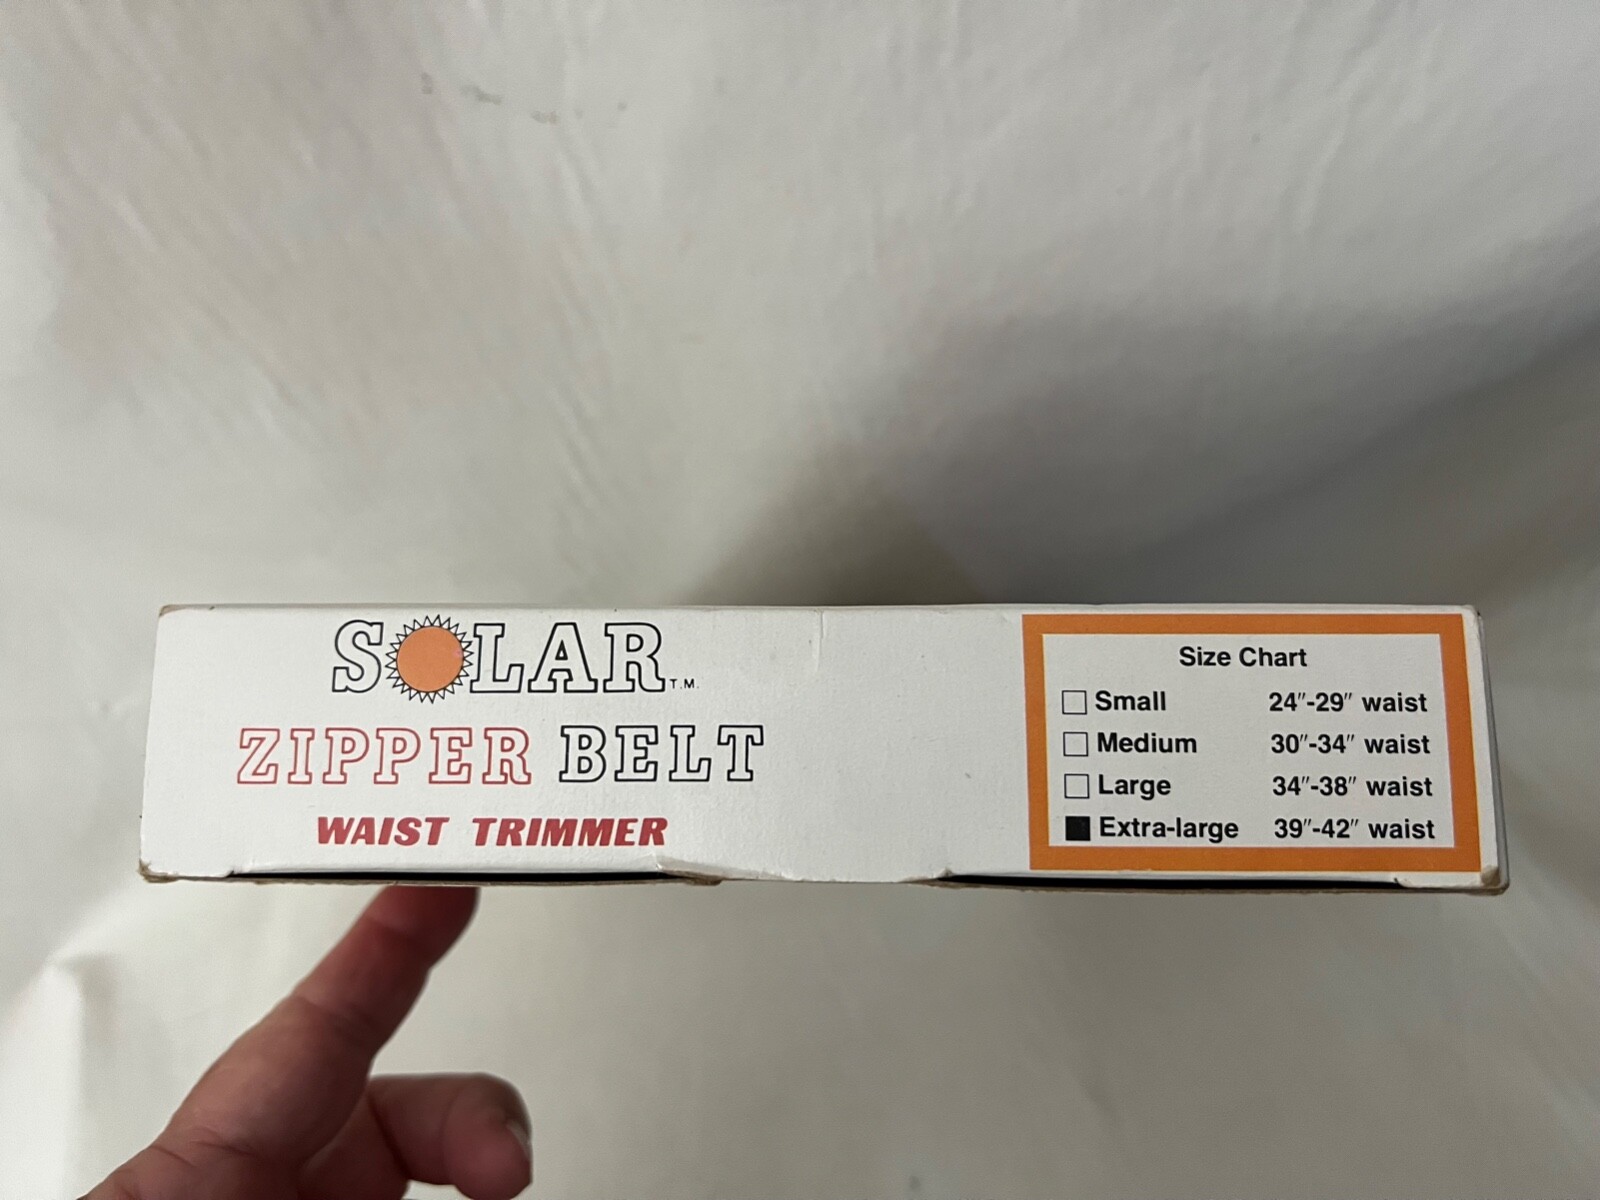 SOLAR T.M.
ZIPPER BELT
WAIST TRIMMER
Size Chart
Small 24"-29" waist
Medium 30"-34" waist
Large 34"-38" waist
Extra-large 39"-42" waist